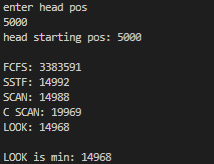 enter head pos
5000
head starting pos: 5000
FCFS: 3383591
SSTF: 14992
SCAN: 14988
C SCAN: 19969
LOOK: 14968
LOOK is min: 14968